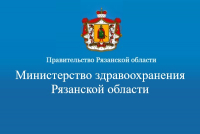 Правительство Рязанской области
Министерство здравоохранения
Рязанской области